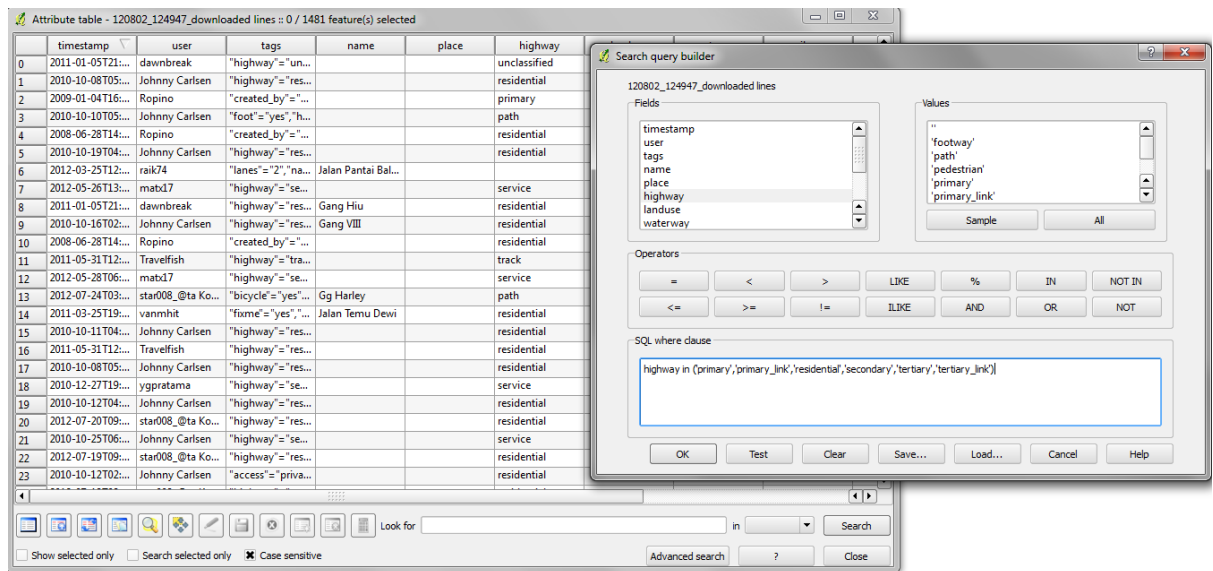 Attribute table - 120802_124947_downloaded lines :: 0 / 1481 feature(s) selected
timestamp user tags name place highway
0 2011-01-05T21:... dawnbreak "highway"="un... unclassified
1 2010-10-08T05:... Johnny Carlsen "highway"="res... residential
2 2009-01-04T16:... Ropino "created_by"="... primary
3 2010-10-10T05:... Johnny Carlsen "foot"="yes","h... path
4 2008-06-28T14:... Ropino "created_by"="... residential
5 2010-10-19T04:... Johnny Carlsen "highway"="res... residential
6 2012-03-25T12:... raik74 "lanes"="2","na... Jalan Pantai Bal...
7 2012-05-26T13:... matx17 "highway"="se... service
8 2011-01-05T21:... dawnbreak "highway"="res... Gang Hiu residential
9 2010-10-16T02:... Johnny Carlsen "highway"="res... Gang VIII residential
10 2008-06-28T14:... Ropino "created_by"="... residential
11 2011-05-31T12:... Travelfish "highway"="tra... track
12 2012-05-28T06:... matx17 "highway"="se... service
13 2012-07-24T03:... star008_@ta Ko... "bicycle"="yes"... Gg Harley path
14 2011-03-25T19:... vanmhit "fixme"="yes","... Jalan Temu Dewi residential
15 2010-10-11T04:... Johnny Carlsen "highway"="res... residential
16 2011-05-31T12:... Travelfish "highway"="res... residential
17 2010-10-08T05:... Johnny Carlsen "highway"="res... residential
18 2010-12-27T19:... ygpratama "highway"="se... service
19 2010-10-12T04:... Johnny Carlsen "highway"="res... residential
20 2012-07-20T09:... star008_@ta Ko... "highway"="res... residential
21 2010-10-25T06:... Johnny Carlsen "highway"="se... service
22 2012-07-19T09:... star008_@ta Ko... "highway"="res... residential
23 2010-10-12T02:... Johnny Carlsen "access"="priva... residential
Look for in Search
Show selected only Search selected only Case sensitive Advanced search ? Close
Search query builder
120802_124947_downloaded lines
Fields
timestamp
user
tags
name
place
highway
landuse
waterway
Values
''
'footway'
'path'
'pedestrian'
'primary'
'primary_link'
Sample All
Operators
= < > LIKE % IN NOT IN
<= >= != ILIKE AND OR NOT
SQL where clause
highway in ('primary','primary_link','residential','secondary','tertiary','tertiary_link')
OK Test Clear Save... Load... Cancel Help